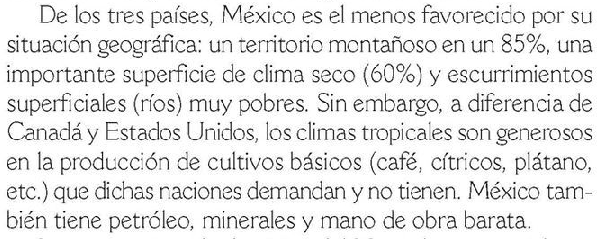 De los tres países, México es el menos favorecido por su
situación geográfica: un territorio montañoso en un 85%, una
importante superficie de clima seco (60%) y escurrimientos
superficiales (ríos) muy pobres. Sin embargo, a diferencia de
Canadá y Estados Unidos, los climas tropicales son generosos
en la producción de cultivos básicos (café, cítricos, plátano,
etc.) que dichas naciones demandan y no tienen. México tam-
bién tiene petróleo, minerales y mano de obra barata.